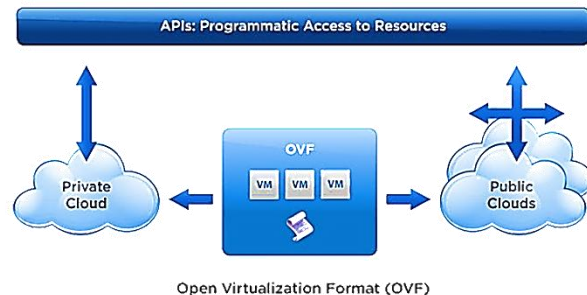 APIs: Programmatic Access to Resources
OVF
VM VM VM
Private
Cloud
Public
Clouds
Open Virtualization Format (OVF)